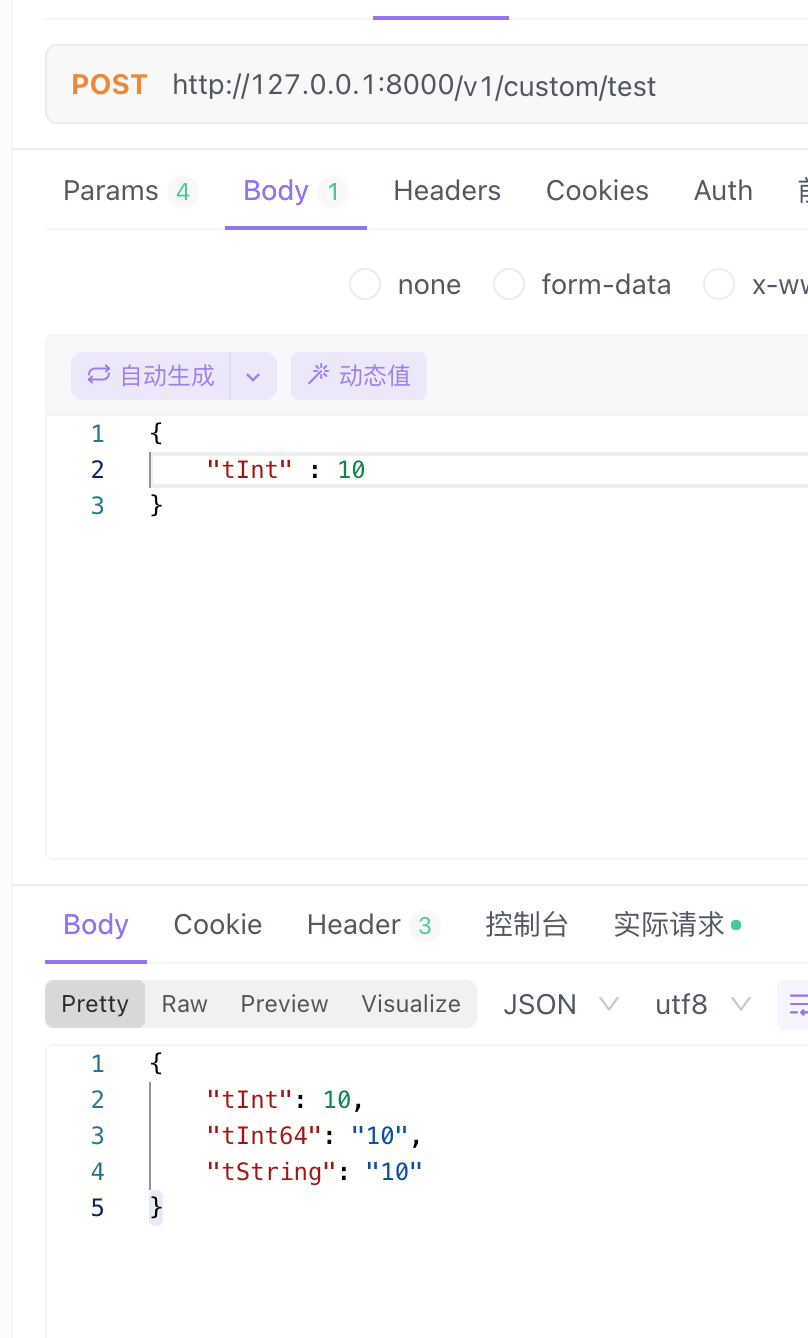 POST http://127.0.0.1:8000/v1/custom/test
Params 4 Body 1 Headers Cookies Auth 前
none form-data x-ww
自动生成 动态值
1 {
2 "tInt" : 10
3 }
Body Cookie Header 3 控制台 实际请求
Pretty Raw Preview Visualize JSON utf8
1 {
2 "tInt": 10,
3 "tInt64": "10",
4 "tString": "10"
5 }